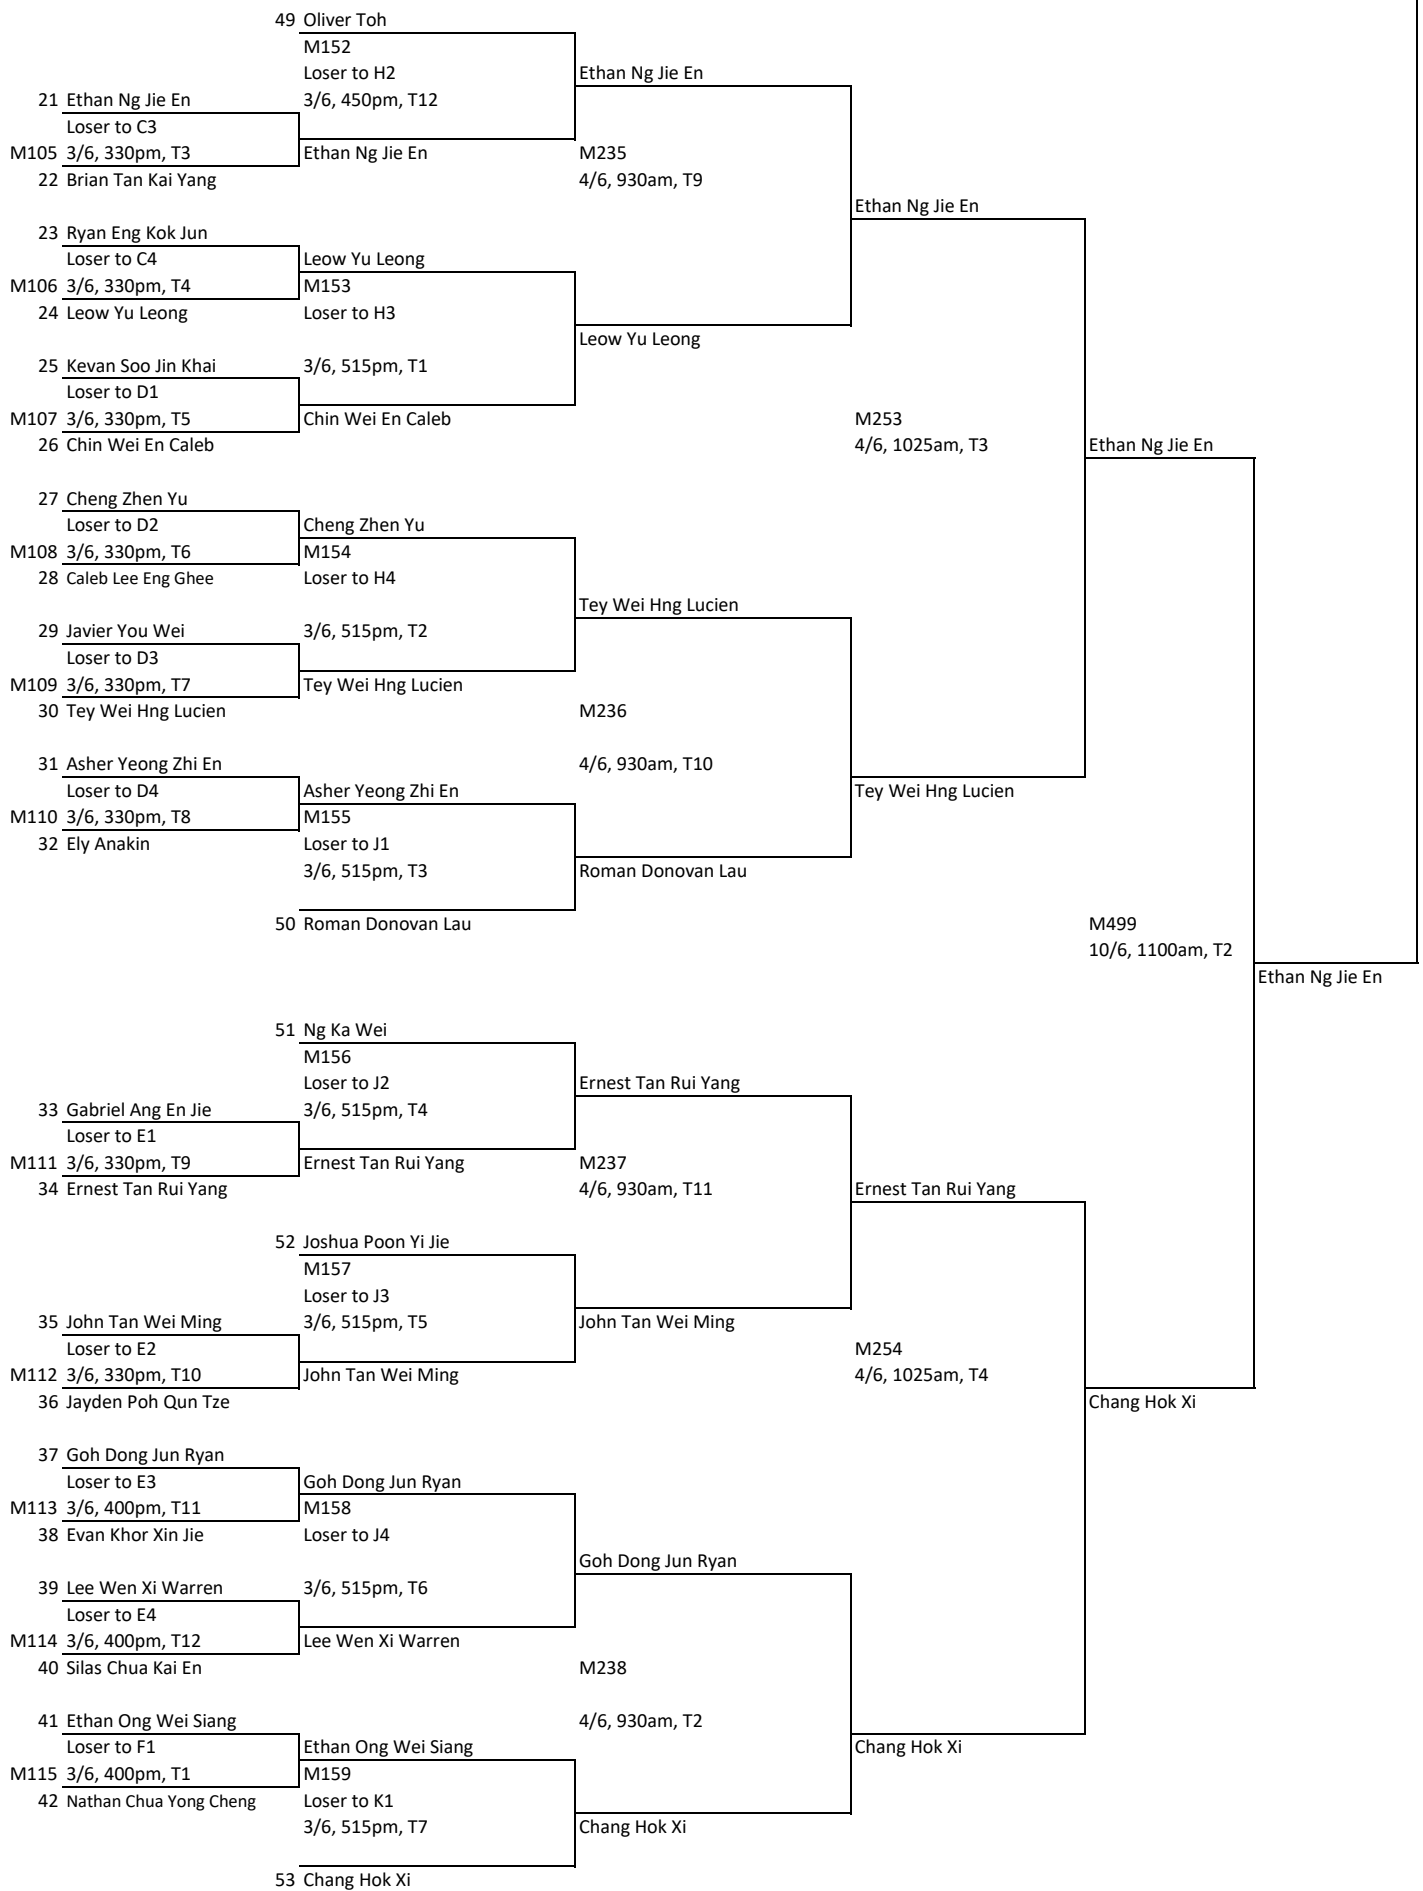 49 Oliver Toh
M152
Loser to H2 Ethan Ng Jie En
21 Ethan Ng Jie En 3/6, 450pm, T12
Loser to C3
M105 3/6, 330pm, T3 Ethan Ng Jie En M235
22 Brian Tan Kai Yang 4/6, 930am, T9
Ethan Ng Jie En
23 Ryan Eng Kok Jun
Loser to C4 Leow Yu Leong
M106 3/6, 330pm, T4 M153
24 Leow Yu Leong Loser to H3
Leow Yu Leong
25 Kevan Soo Jin Khai 3/6, 515pm, T1
Loser to D1
M107 3/6, 330pm, T5 Chin Wei En Caleb M253
26 Chin Wei En Caleb 4/6, 1025am, T3 Ethan Ng Jie En
27 Cheng Zhen Yu
Loser to D2 Cheng Zhen Yu
M108 3/6, 330pm, T6 M154
28 Caleb Lee Eng Ghee Loser to H4
Tey Wei Hng Lucien
29 Javier You Wei 3/6, 515pm, T2
Loser to D3
M109 3/6, 330pm, T7 Tey Wei Hng Lucien
30 Tey Wei Hng Lucien M236
31 Asher Yeong Zhi En 4/6, 930am, T10
Loser to D4 Asher Yeong Zhi En Tey Wei Hng Lucien
M110 3/6, 330pm, T8 M155
32 Ely Anakin Loser to J1
3/6, 515pm, T3 Roman Donovan Lau
50 Roman Donovan Lau M499
10/6, 1100am, T2
Ethan Ng Jie En
51 Ng Ka Wei
M156
Loser to J2 Ernest Tan Rui Yang
33 Gabriel Ang En Jie 3/6, 515pm, T4
Loser to E1
M111 3/6, 330pm, T9 Ernest Tan Rui Yang M237
34 Ernest Tan Rui Yang 4/6, 930am, T11 Ernest Tan Rui Yang
52 Joshua Poon Yi Jie
M157
Loser to J3
35 John Tan Wei Ming 3/6, 515pm, T5 John Tan Wei Ming
Loser to E2 M254
M112 3/6, 330pm, T10 John Tan Wei Ming 4/6, 1025am, T4
36 Jayden Poh Qun Tze Chang Hok Xi
37 Goh Dong Jun Ryan
Loser to E3 Goh Dong Jun Ryan
M113 3/6, 400pm, T11 M158
38 Evan Khor Xin Jie Loser to J4
Goh Dong Jun Ryan
39 Lee Wen Xi Warren 3/6, 515pm, T6
Loser to E4
M114 3/6, 400pm, T12 Lee Wen Xi Warren
40 Silas Chua Kai En M238
41 Ethan Ong Wei Siang 4/6, 930am, T2
Loser to F1 Ethan Ong Wei Siang Chang Hok Xi
M115 3/6, 400pm, T1 M159
42 Nathan Chua Yong Cheng Loser to K1
3/6, 515pm, T7 Chang Hok Xi
53 Chang Hok Xi